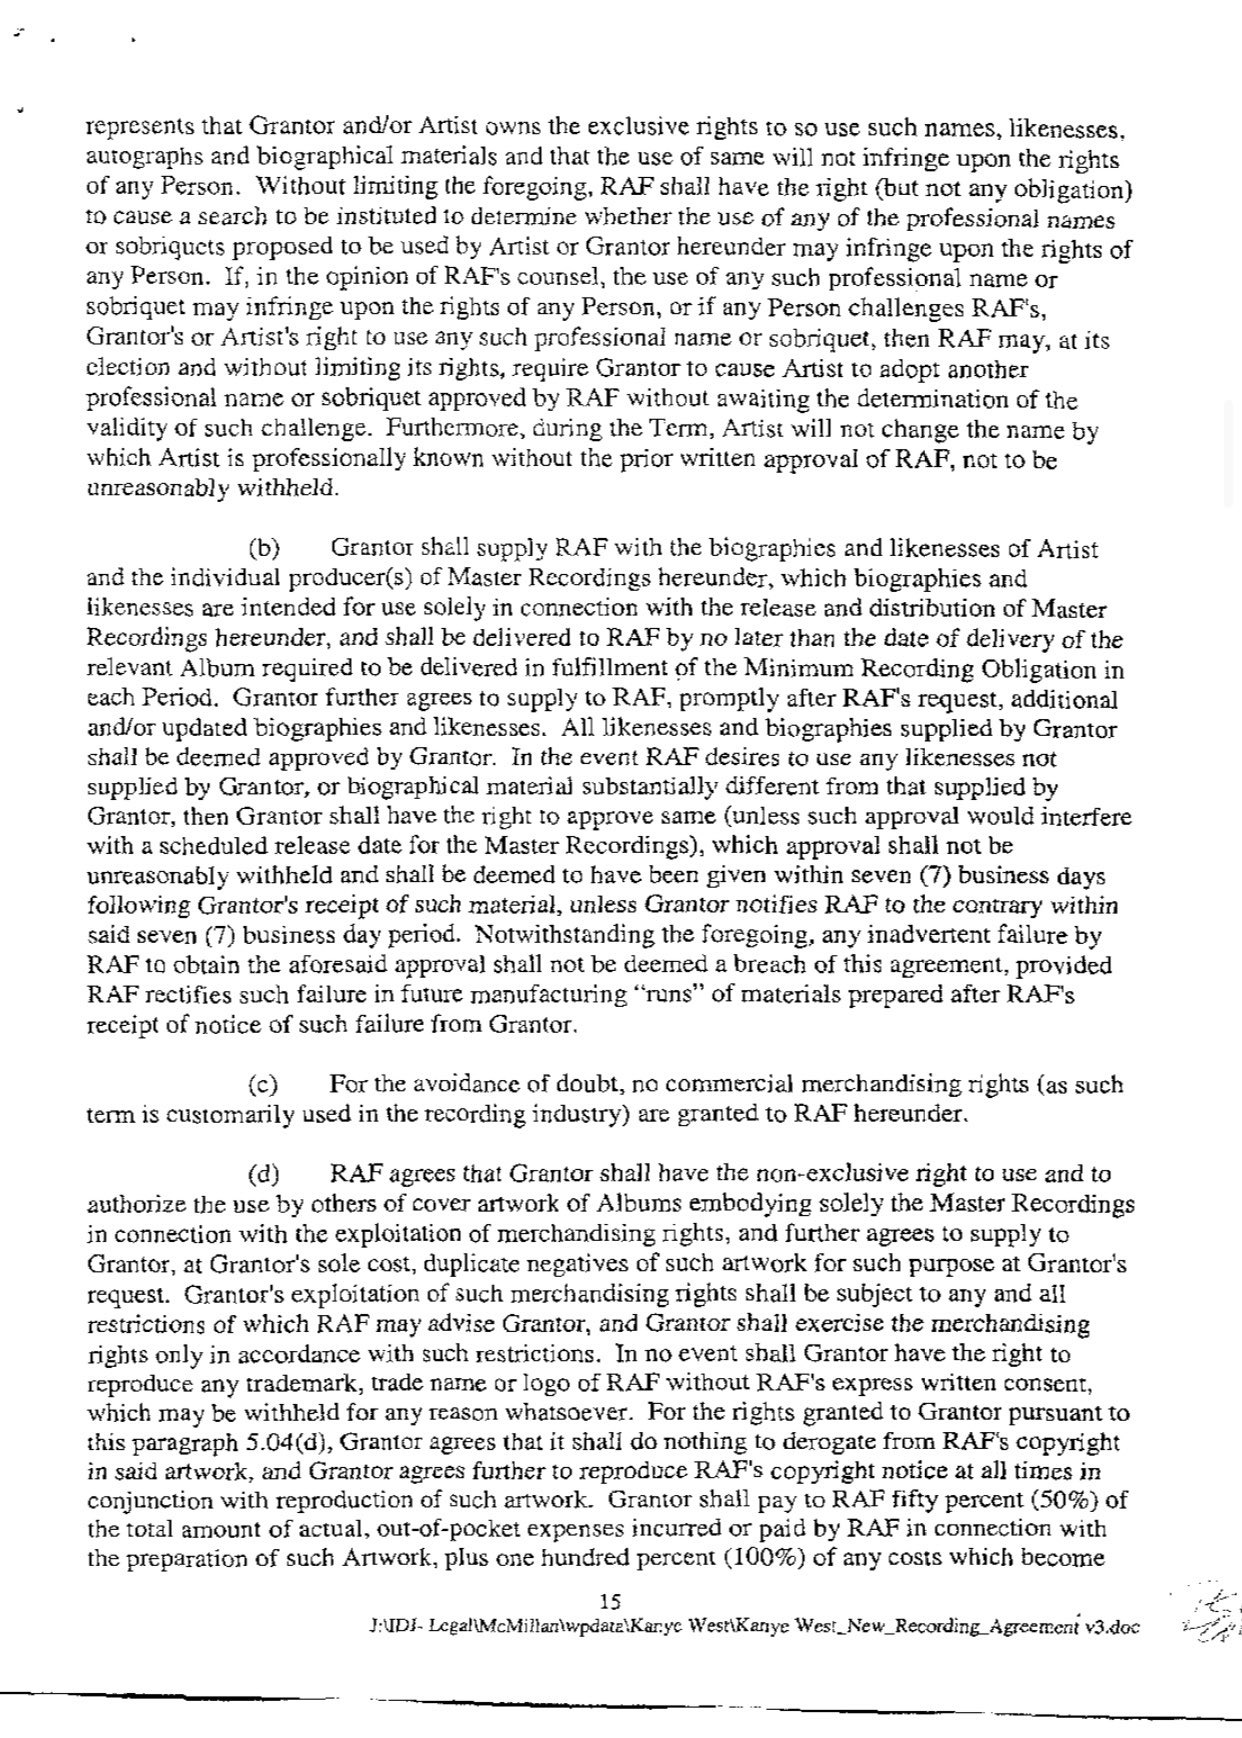 represents that Grantor and/or Artist owns the exclusive rights to so use such names, likenesses,
autographs and biographical materials and that the use of same will not infringe upon the rights
of any Person. Without limiting the foregoing, RAF shall have the right (but not any obligation)
to cause a search to be instituted to determine whether the use of any of the professional names
or sobriquets proposed to be used by Artist or Grantor hereunder may infringe upon the rights of
any Person. If, in the opinion of RAF's counsel, the use of any such professional name or
sobriquet may infringe upon the rights of any Person, or if any Person challenges RAF's,
Grantor's or Artist's right to use any such professional name or sobriquet, then RAF may, at its
election and without limiting its rights, require Grantor to cause Artist to adopt another
professional name or sobriquet approved by RAF without awaiting the determination of the
validity of such challenge. Furthermore, during the Term, Artist will not change the name by
which Artist is professionally known without the prior written approval of RAF, not to be
unreasonably withheld.
(b) Grantor shall supply RAF with the biographies and likenesses of Artist
and the individual producer(s) of Master Recordings hereunder, which biographies and
likenesses are intended for use solely in connection with the release and distribution of Master
Recordings hereunder, and shall be delivered to RAF by no later than the date of delivery of the
relevant Album required to be delivered in fulfillment of the Minimum Recording Obligation in
each Period. Grantor further agrees to supply to RAF, promptly after RAF's request, additional
and/or updated biographies and likenesses. All likenesses and biographies supplied by Grantor
shall be deemed approved by Grantor. In the event RAF desires to use any likenesses not
supplied by Grantor, or biographical material substantially different from that supplied by
Grantor, then Grantor shall have the right to approve same (unless such approval would interfere
with a scheduled release date for the Master Recordings), which approval shall not be
unreasonably withheld and shall be deemed to have been given within seven (7) business days
following Grantor's receipt of such material, unless Grantor notifies RAF to the contrary within
said seven (7) business day period. Notwithstanding the foregoing, any inadvertent failure by
RAF to obtain the aforesaid approval shall not be deemed a breach of this agreement, provided
RAF rectifies such failure in future manufacturing “runs” of materials prepared after RAF's
receipt of notice of such failure from Grantor.
(c) For the avoidance of doubt, no commercial merchandising rights (as such
term is customarily used in the recording industry) are granted to RAF hereunder.
(d) RAF agrees that Grantor shall have the non-exclusive right to use and to
authorize the use by others of cover artwork of Albums embodying solely the Master Recordings
in connection with the exploitation of merchandising rights, and further agrees to supply to
Grantor, at Grantor's sole cost, duplicate negatives of such artwork for such purpose at Grantor's
request. Grantor's exploitation of such merchandising rights shall be subject to any and all
restrictions of which RAF may advise Grantor, and Grantor shall exercise the merchandising
rights only in accordance with such restrictions. In no event shall Grantor have the right to
reproduce any trademark, trade name or logo of RAF without RAF's express written consent,
which may be withheld for any reason whatsoever. For the rights granted to Grantor pursuant to
this paragraph 5.04(d), Grantor agrees that it shall do nothing to derogate from RAF's copyright
in said artwork, and Grantor agrees further to reproduce RAF's copyright notice at all times in
conjunction with reproduction of such artwork. Grantor shall pay to RAF fifty percent (50%) of
the total amount of actual, out-of-pocket expenses incurred or paid by RAF in connection with
the preparation of such Artwork, plus one hundred percent (100%) of any costs which become
15
J:\IDJ- Legal\McMillan\wpdata\Kanye West\Kanye West_New_Recording_Agreement v3.doc